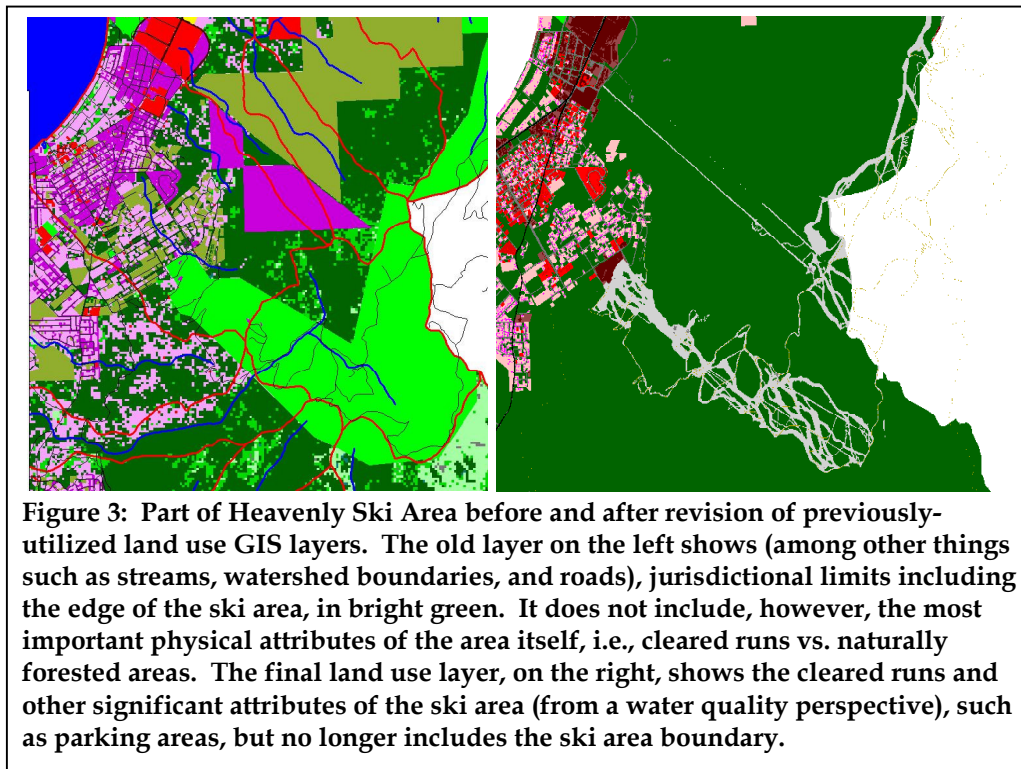 Figure 3:  Part of Heavenly Ski Area before and after revision of previously-
utilized land use GIS layers.  The old layer on the left shows (among other things
such as streams, watershed boundaries, and roads), jurisdictional limits including
the edge of the ski area, in bright green.  It does not include, however, the most
important physical attributes of the area itself, i.e., cleared runs vs. naturally
forested areas.  The final land use layer, on the right, shows the cleared runs and
other significant attributes of the ski area (from a water quality perspective), such
as parking areas, but no longer includes the ski area boundary.